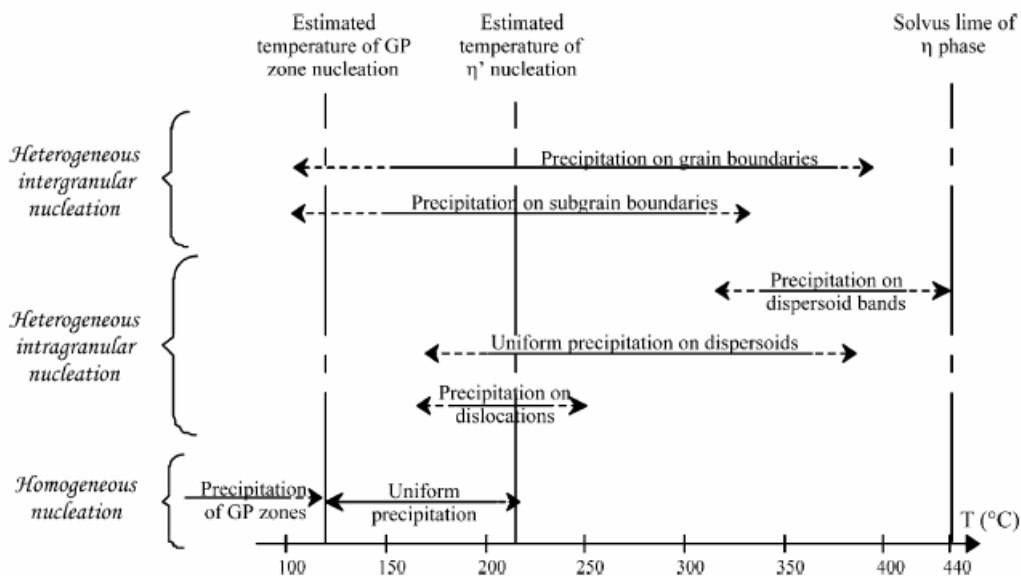 Estimated
temperature of GP
zone nucleation
Estimated
temperature of
η' nucleation
Solvus lime of
η phase
Heterogeneous
intergranular
nucleation
Precipitation on grain boundaries
Precipitation on subgrain boundaries
Heterogeneous
intragranular
nucleation
Precipitation on
dispersoid bands
Uniform precipitation on dispersoids
Precipitation on
dislocations
Homogeneous
nucleation
Precipitation
of GP zones
Uniform
precipitation
T (°C)
100 150 200 250 300 350 400 440